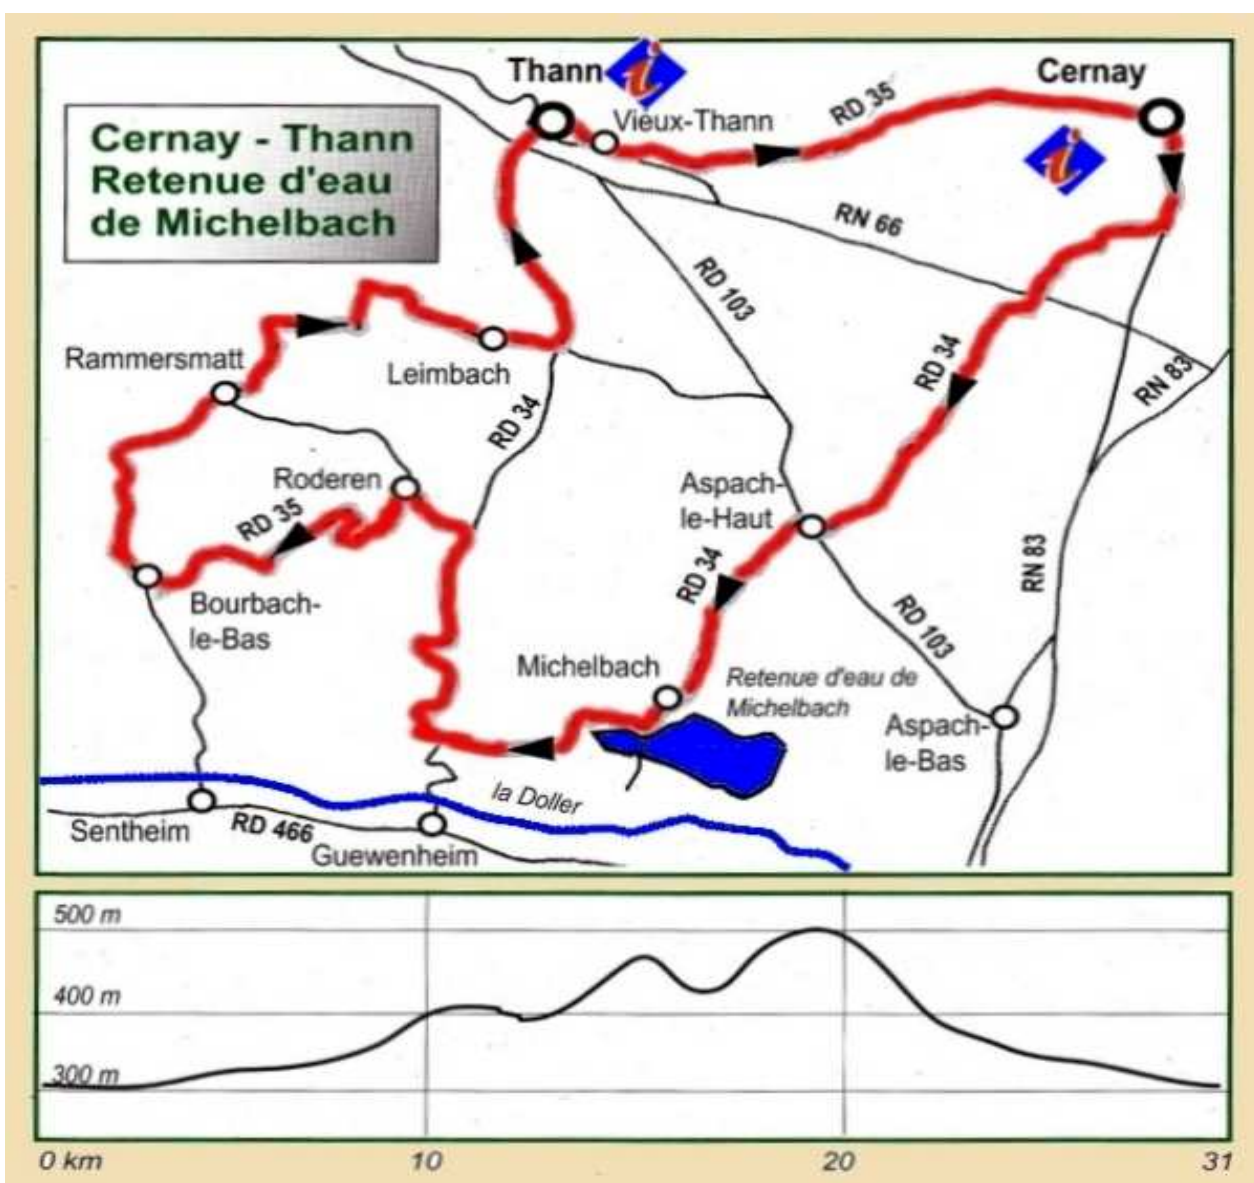 Thann i
Cernay
Vieux-Thann
RD 35
i
Cernay - Thann
Retenue d'eau
de Michelbach
RN 66
RD 103
Rammersmatt
Leimbach
RD 34
RD 34
RN 83
Roderen
RD 35
Aspach-
le-Haut
RD 34
RN 83
Bourbach-
le-Bas
RD 103
Michelbach
Retenue d'eau de
Michelbach
Aspach-
le-Bas
la Doller
Sentheim
RD 466
Guewenheim
500 m
400 m
300 m
0 km 10 20 31